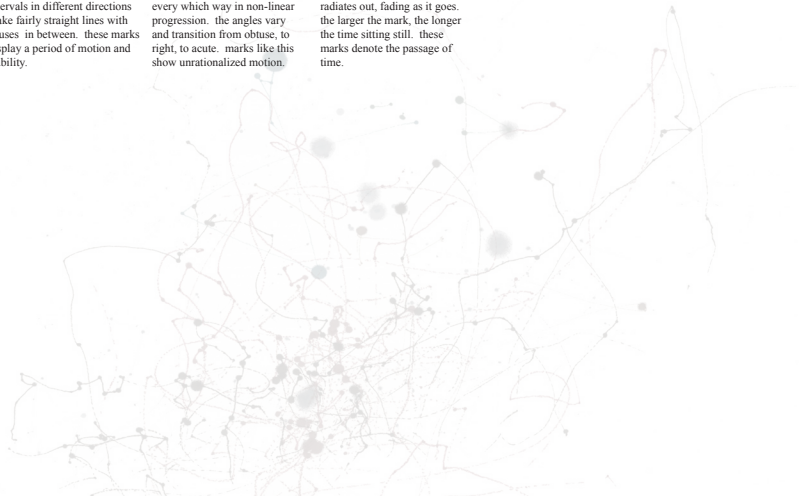 ervals in different directions
ke fairly straight lines with
uses in between. these marks
splay a period of motion and
bility.
every which way in non-linear
progression. the angles vary
and transition from obtuse, to
right, to acute. marks like this
show unrationalized motion.
radiates out, fading as it goes.
the larger the mark, the longer
the time sitting still. these
marks denote the passage of
time.